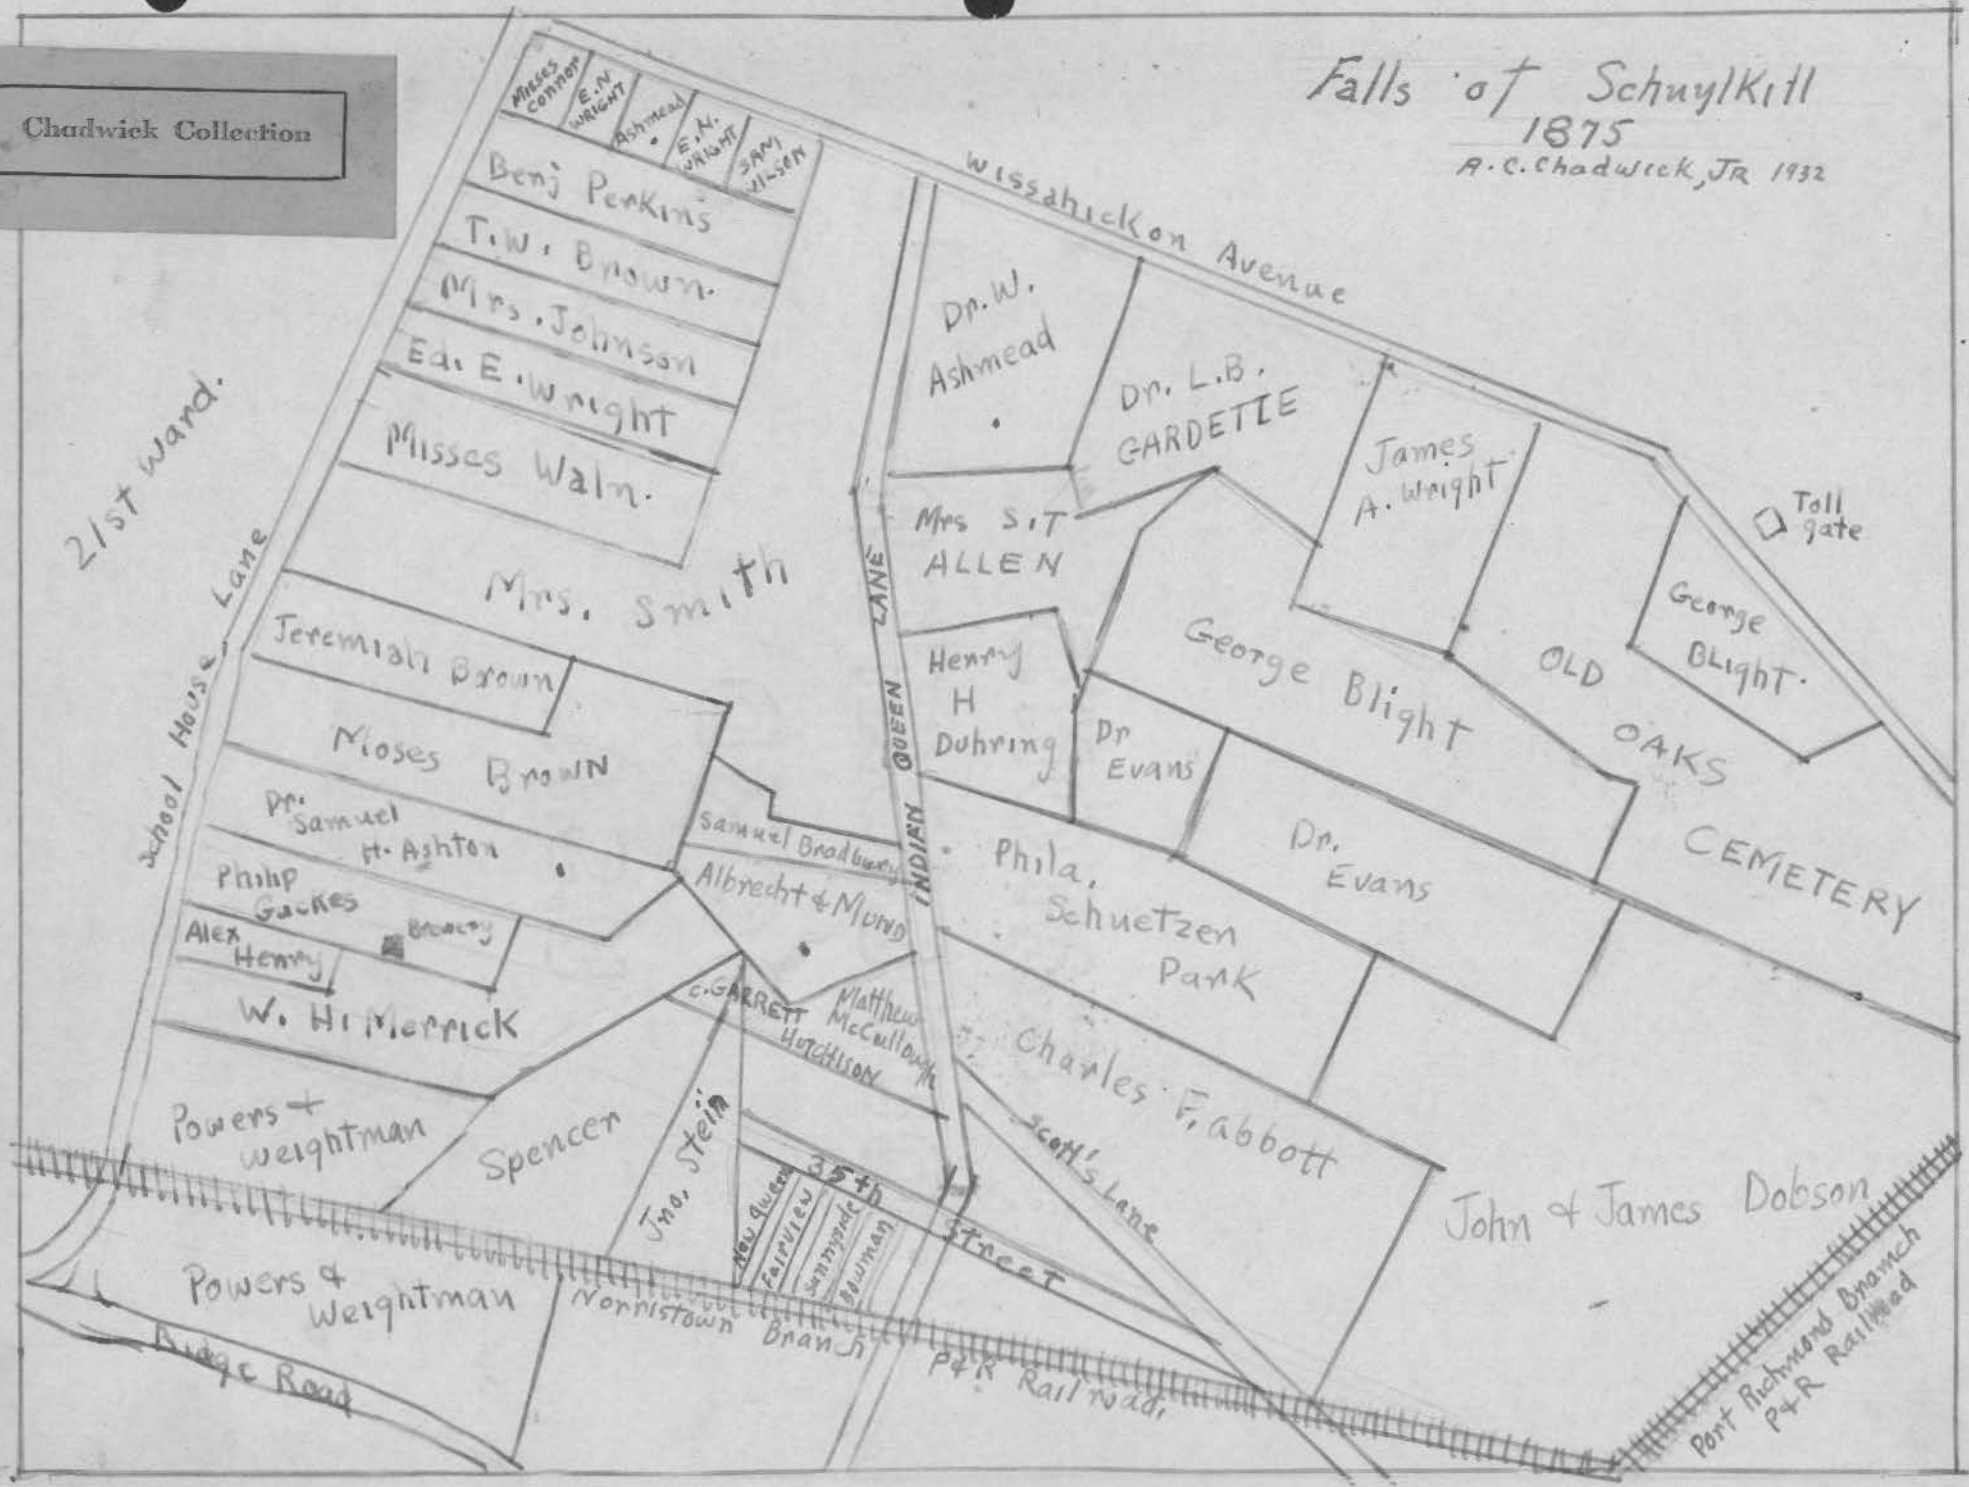 Chadwick Collection
Falls of Schuylkill
1875
A.C. Chadwick, JR 1932
Misses
Connor
E.N
WRIGHT
Ashmead
E.N.
WRIGHT
SAM,
WILSON
Benj Perkins
T.W. Brown.
Mrs. Johnson
Ed. E. Wright
Misses Waln.
Mrs. Smith
Wissahickon Avenue
Dr. W.
Ashmead
Dr. L.B.
GARDETTE
James
A. Wright
Toll
gate
George
BLight.
21st Ward.
School House Lane
Mrs S.T
ALLEN
INDIAN QUEEN LANE
Henry
H
Duhring
George Blight
OLD
OAKS
CEMETERY
Jeremiah Brown
Moses Brown
Dr
Evans
Dr.
Samuel
H. Ashton
Samuel Bradbury
Dr.
Evans
Philip
Guckes
Brewery
Albrecht & Mund
Phila.
Schuetzen
Park
Alex
Henry
W. H. Merrick
C. GARRETT
Matthew
McCullough
HUTCHISON
Charles F. abbott
Powers &
Weightman
Spencer
Jno. Stein
Scott's Lane
35th Street
New Queen
Fairview
Sunnyside
Bowman
John & James Dobson
Powers &
Weightman
Norristown Branch P&R Railroad,
Ridge Road
Port Richmond Branch
P&R Railroad